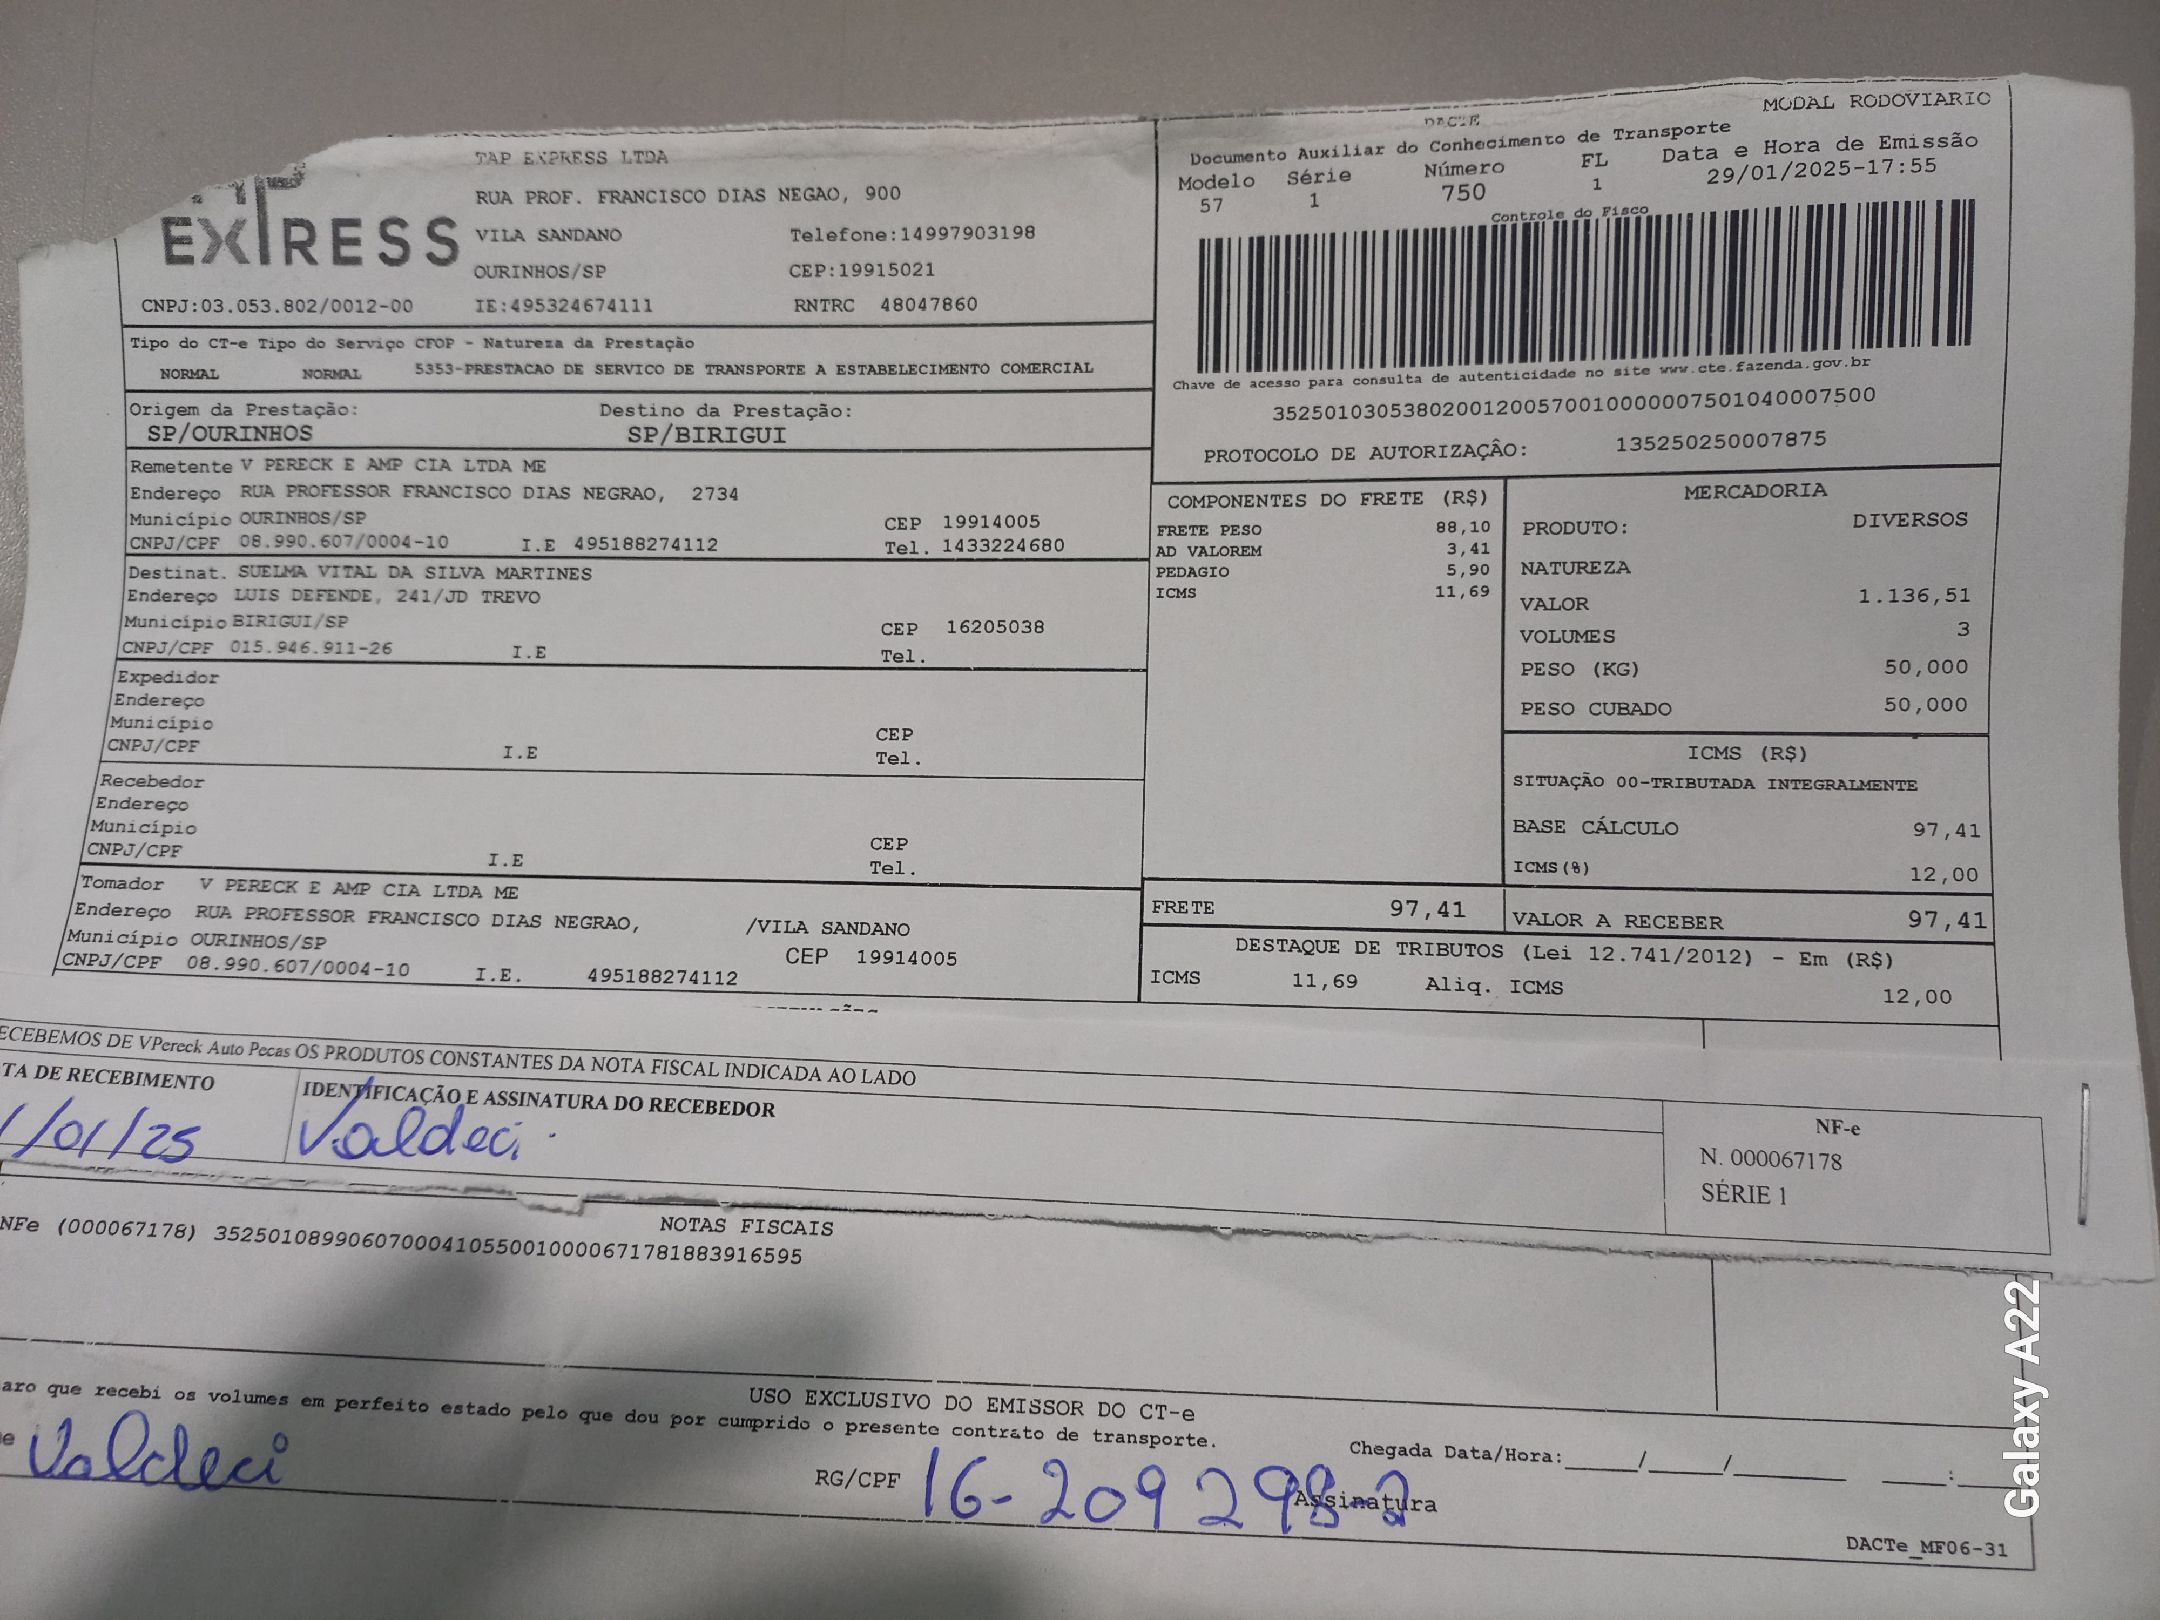 EXPRESS
TAP EXPRESS LTDA
RUA PROF. FRANCISCO DIAS NEGAO, 900
VILA SANDANO Telefone:14997903198
OURINHOS/SP CEP:19915021
CNPJ:03.053.802/0012-00 IE:495324674111 RNTRC 48047860
MODAL RODOVIARIO
DACTE
Documento Auxiliar do Conhecimento de Transporte
Modelo Série Número FL Data e Hora de Emissão
57 1 750 1 29/01/2025-17:55
Controle do Fisco
Chave de acesso para consulta de autenticidade no site www.cte.fazenda.gov.br
35250103053802001200570010000007501040007500
PROTOCOLO DE AUTORIZAÇÂO: 135250250007875
Tipo do CT-e Tipo do Serviço CFOP - Natureza da Prestação
NORMAL NORMAL 5353-PRESTACAO DE SERVICO DE TRANSPORTE A ESTABELECIMENTO COMERCIAL
Origem da Prestação: Destino da Prestação:
SP/OURINHOS SP/BIRIGUI
Remetente V PERECK E AMP CIA LTDA ME
Endereço RUA PROFESSOR FRANCISCO DIAS NEGRAO, 2734
Município OURINHOS/SP CEP 19914005
CNPJ/CPF 08.990.607/0004-10 I.E 495188274112 Tel. 1433224680
Destinat. SUELMA VITAL DA SILVA MARTINES
Endereço LUIS DEFENDE, 241/JD TREVO
Município BIRIGUI/SP CEP 16205038
CNPJ/CPF 015.946.911-26 I.E Tel.
Expedidor
Endereço
Município CEP
CNPJ/CPF I.E Tel.
Recebedor
Endereço
Município CEP
CNPJ/CPF I.E Tel.
Tomador V PERECK E AMP CIA LTDA ME
Endereço RUA PROFESSOR FRANCISCO DIAS NEGRAO, /VILA SANDANO
Município OURINHOS/SP CEP 19914005
CNPJ/CPF 08.990.607/0004-10 I.E. 495188274112
COMPONENTES DO FRETE (R$)
FRETE PESO 88,10
AD VALOREM 3,41
PEDAGIO 5,90
ICMS 11,69
MERCADORIA
PRODUTO: DIVERSOS
NATUREZA
VALOR 1.136,51
VOLUMES 3
PESO (KG) 50,000
PESO CUBADO 50,000
ICMS (R$)
SITUAÇÃO 00-TRIBUTADA INTEGRALMENTE
BASE CÁLCULO 97,41
ICMS(%) 12,00
FRETE 97,41 VALOR A RECEBER 97,41
DESTAQUE DE TRIBUTOS (Lei 12.741/2012) - Em (R$)
ICMS 11,69 Aliq. ICMS 12,00
ECEBEMOS DE VPereck Auto Pecas OS PRODUTOS CONSTANTES DA NOTA FISCAL INDICADA AO LADO
TA DE RECEBIMENTO IDENTIFICAÇÃO E ASSINATURA DO RECEBEDOR
1/01/25 Valdeci
NF-e
N. 000067178
SÉRIE 1
NOTAS FISCAIS
NFe (000067178) 35250108990607000410550010000671781883916595
USO EXCLUSIVO DO EMISSOR DO CT-e
aro que recebi os volumes em perfeito estado pelo que dou por cumprido o presente contrato de transporte.
e Valdeci RG/CPF 16-209298-2
Chegada Data/Hora:_____/_____/_______ ____:____
Assinatura
DACTe_MF06-31
Galaxy A22